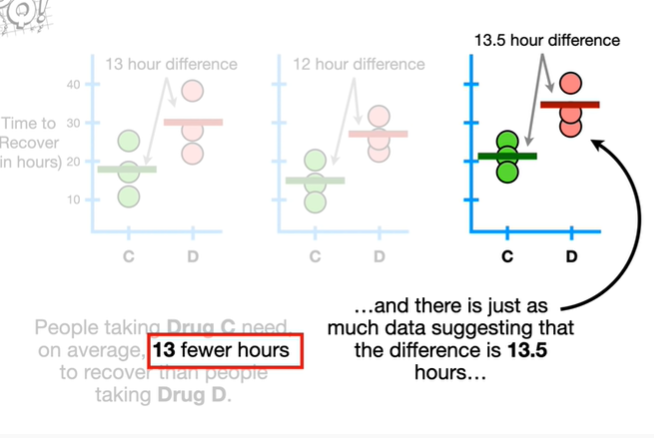 Q!
13 hour difference
12 hour difference
13.5 hour difference
40
30
20
10
Time to
Recover
in hours)
C
D
C
D
C
D
People taking Drug C need,
on average, 13 fewer hours
to recover than people
taking Drug D.
…and there is just as
much data suggesting that
the difference is 13.5
hours…